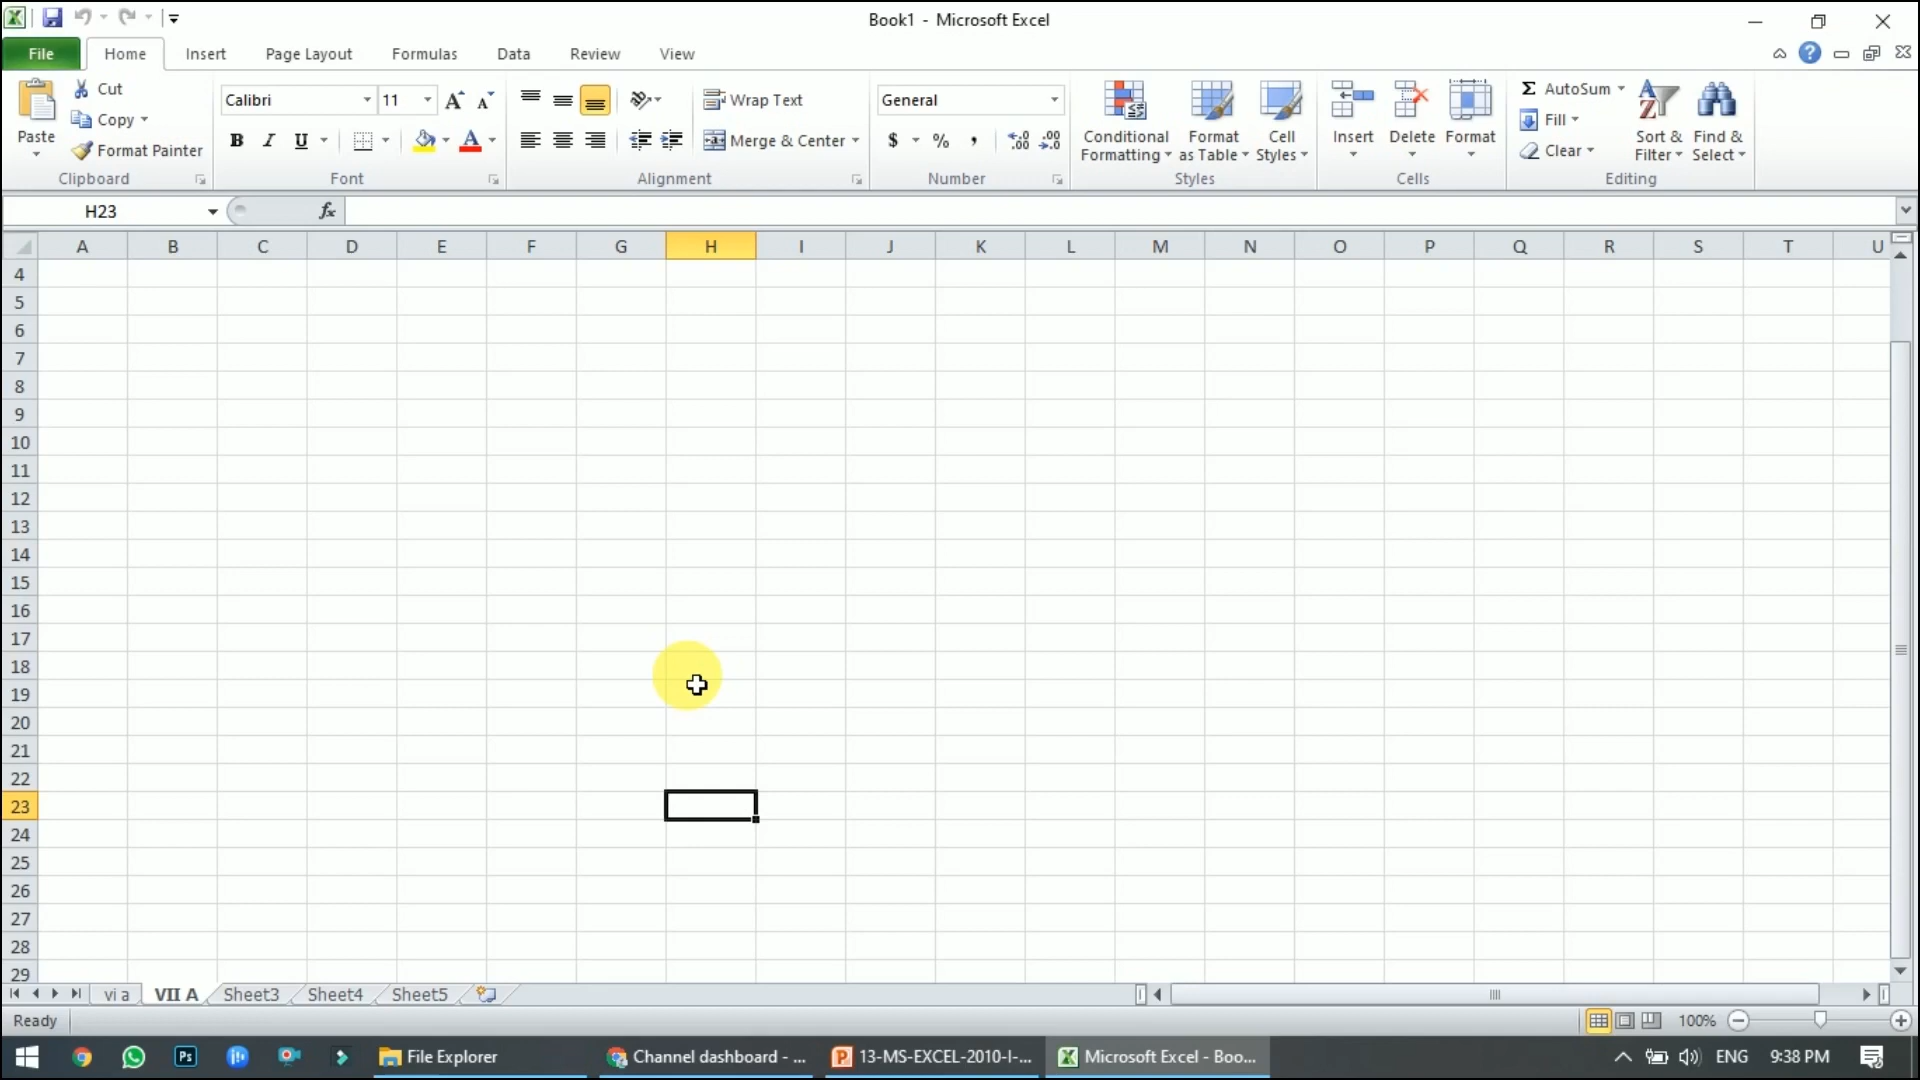 Book1 - Microsoft Excel
File Home Insert Page Layout Formulas Data Review View
Paste
Cut
Copy
Format Painter
Clipboard
Calibri 11
B I U
Font
Wrap Text
Merge & Center
Alignment
General
$ % ,
Number
Conditional Formatting
Format as Table
Cell Styles
Styles
Insert Delete Format
Cells
Σ AutoSum
Fill
Clear
Sort & Filter
Find & Select
Editing
H23 fx
A B C D E F G H I J K L M N O P Q R S T U
4
5
6
7
8
9
10
11
12
13
14
15
16
17
18
19
20
21
22
23
24
25
26
27
28
29
vi a VII A Sheet3 Sheet4 Sheet5
Ready 100%
Ps File Explorer Channel dashboard - ... 13-MS-EXCEL-2010-I-... Microsoft Excel - Boo... ENG 9:38 PM